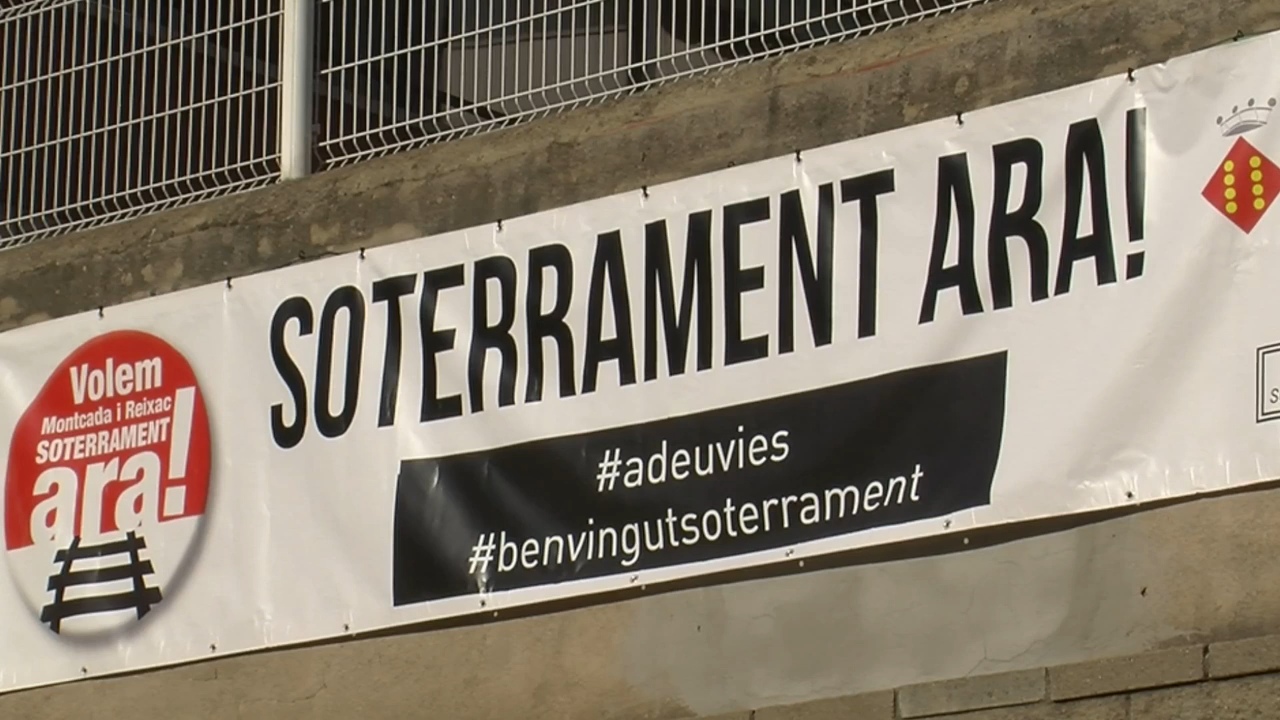 SOTERRAMENT ARA!
Volem
Montcada i Reixac
SOTERRAMENT
ara!
#adeuvies
#benvingutsoterrament